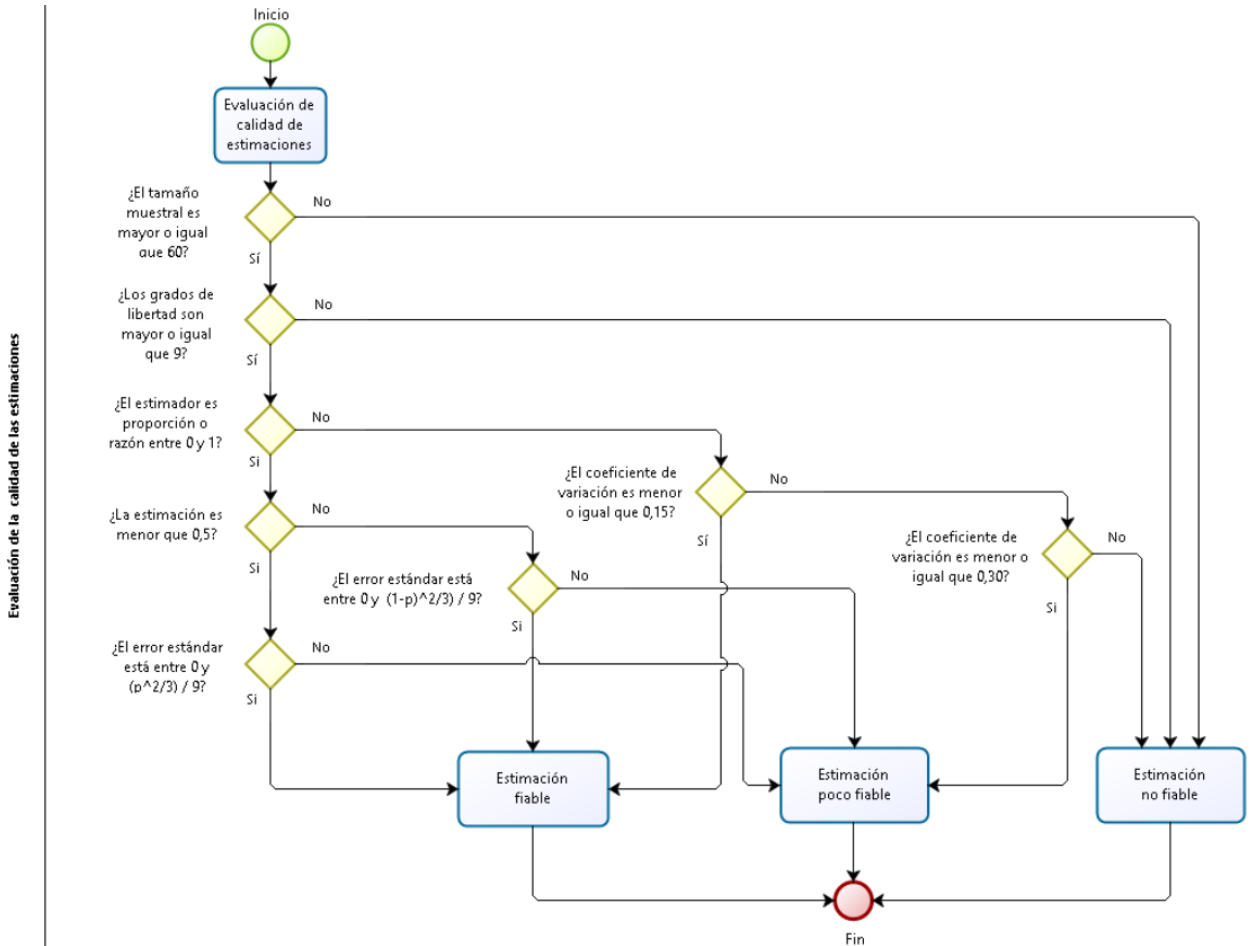 Evaluación de la calidad de las estimaciones
Inicio
Evaluación de
calidad de
estimaciones
¿El tamaño
muestral es
mayor o igual
que 60?
No
Sí
¿Los grados de
libertad son
mayor o igual
que 9?
No
Sí
¿El estimador es
proporción o
razón entre 0 y 1?
No
Si
¿El coeficiente de
variación es menor
o igual que 0,15?
No
Sí
¿La estimación es
menor que 0,5?
No
Si
¿El coeficiente de
variación es menor o
igual que 0,30?
No
Si
¿El error estándar está
entre 0 y (1-p)^2/3) / 9?
No
Si
¿El error estándar
está entre 0 y
(p^2/3) / 9?
No
Si
Estimación
fiable
Estimación
poco fiable
Estimación
no fiable
Fin